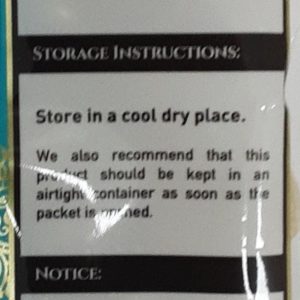 STORAGE INSTRUCTIONS:
Store in a cool dry place.
We also recommend that this
product should be kept in an
airtight container as soon as the
packet is opened.
NOTICE: